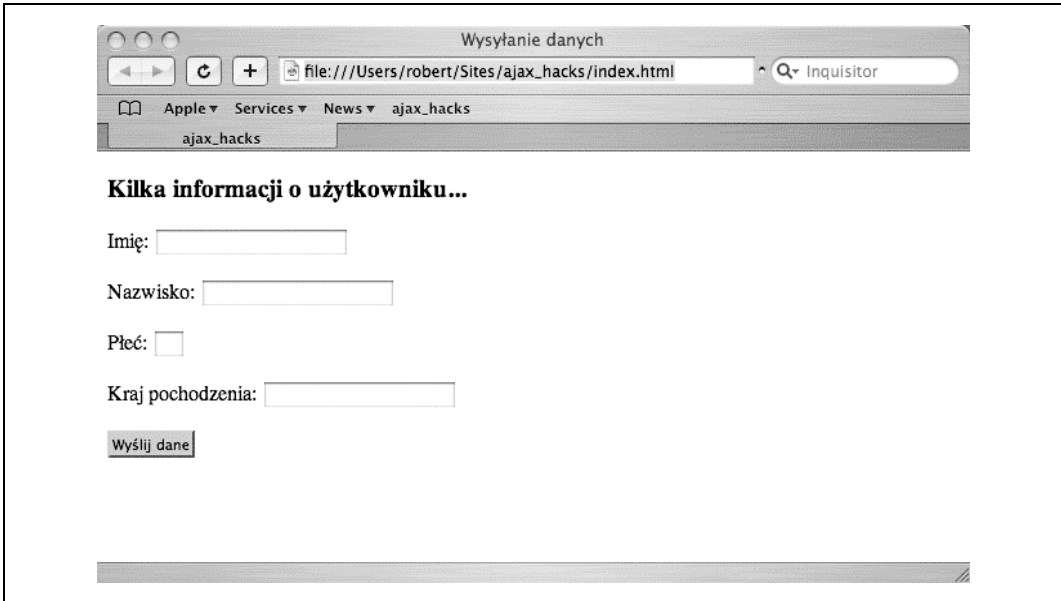 Wysyłanie danych
file:///Users/robert/Sites/ajax_hacks/index.html
Inquisitor
Apple Services News ajax_hacks
ajax_hacks
Kilka informacji o użytkowniku...
Imię:
Nazwisko:
Płeć:
Kraj pochodzenia:
Wyślij dane